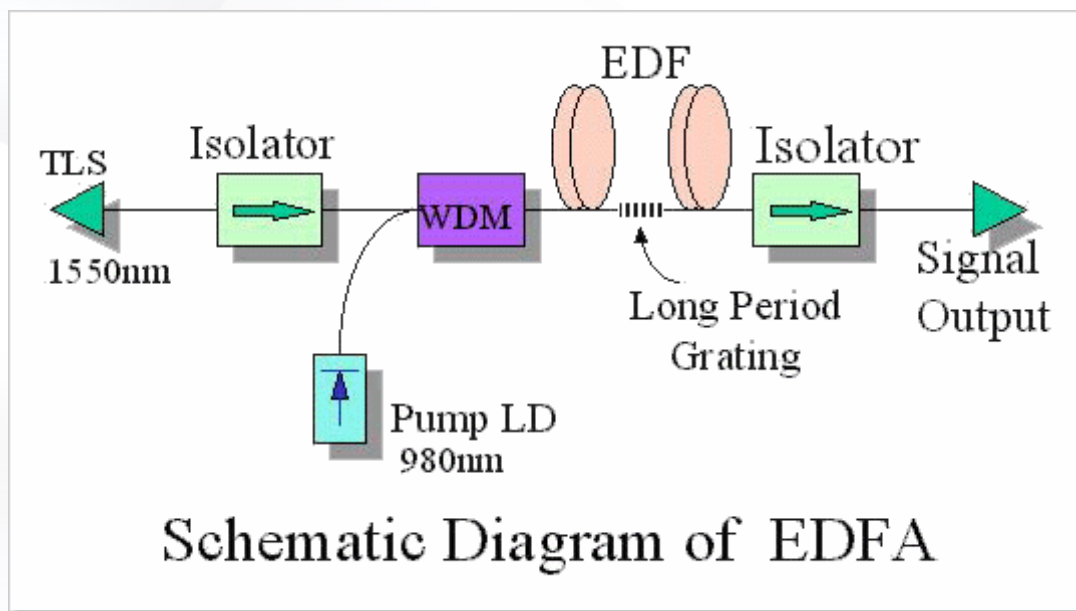 EDF
TLS
Isolator
Isolator
WDM
1550nm
Signal
Output
Long Period
Grating
Pump LD
980nm
Schematic Diagram of EDFA